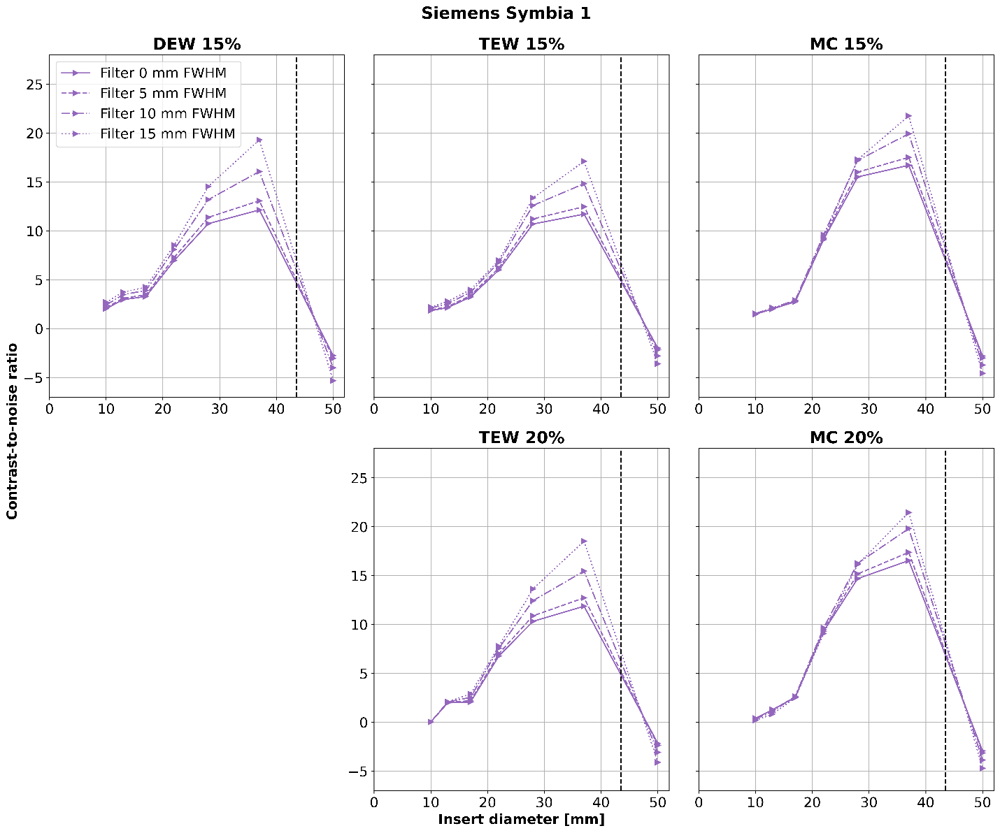 Siemens Symbia 1
DEW 15%
TEW 15%
MC 15%
Filter 0 mm FWHM
Filter 5 mm FWHM
Filter 10 mm FWHM
Filter 15 mm FWHM
25
20
15
10
5
0
−5
0 10 20 30 40 50
0 10 20 30 40 50
0 10 20 30 40 50
Contrast-to-noise ratio
TEW 20%
MC 20%
25
20
15
10
5
0
−5
0 10 20 30 40 50
0 10 20 30 40 50
Insert diameter [mm]